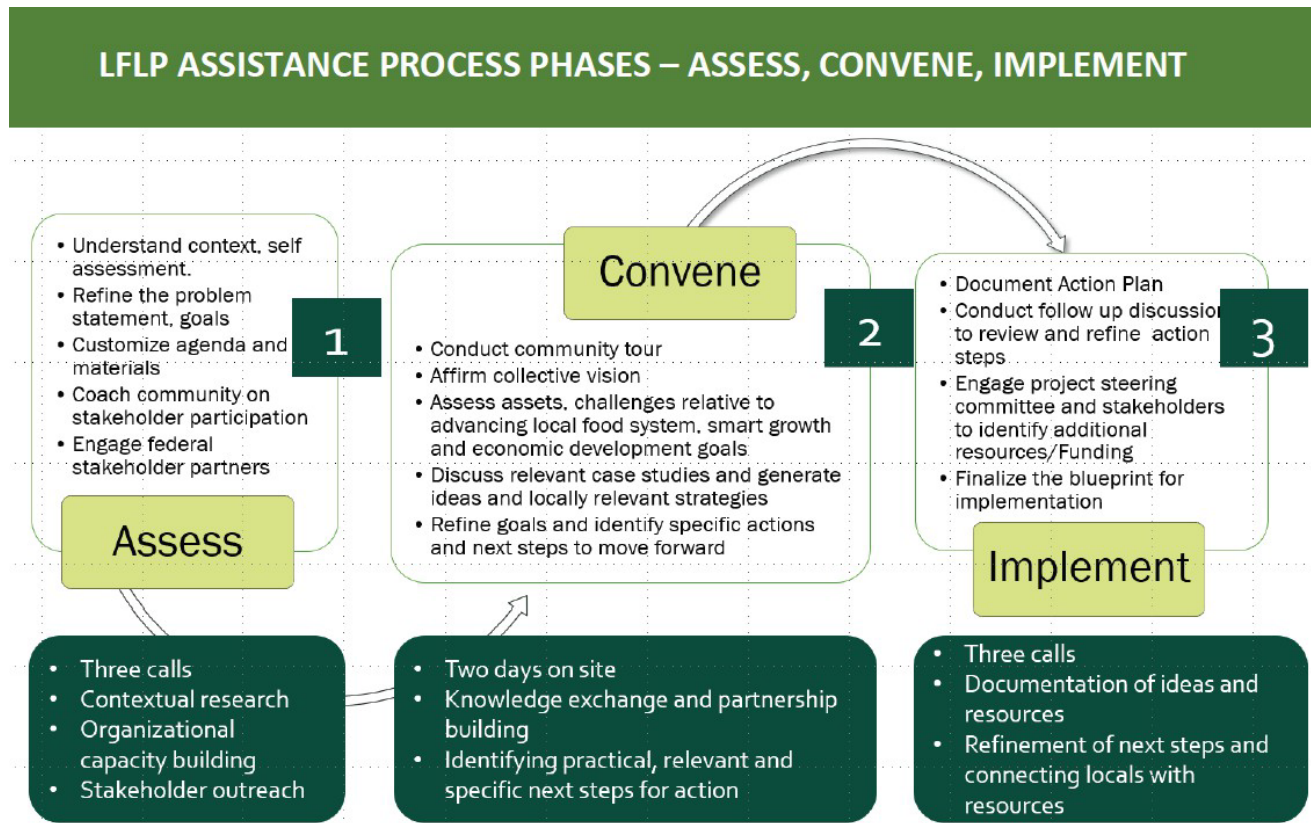 LFLP ASSISTANCE PROCESS PHASES – ASSESS, CONVENE, IMPLEMENT
• Understand context, self
assessment.
• Refine the problem
statement, goals
• Customize agenda and
materials
• Coach community on
stakeholder participation
• Engage federal
stakeholder partners
1
Assess
• Three calls
• Contextual research
• Organizational
capacity building
• Stakeholder outreach
Convene
2
• Conduct community tour
• Affirm collective vision
• Assess assets, challenges relative to
advancing local food system, smart growth
and economic development goals
• Discuss relevant case studies and generate
ideas and locally relevant strategies
• Refine goals and identify specific actions
and next steps to move forward
• Two days on site
• Knowledge exchange and partnership
building
• Identifying practical, relevant and
specific next steps for action
• Document Action Plan
• Conduct follow up discussion
to review and refine action
steps
• Engage project steering
committee and stakeholders
to identify additional
resources/Funding
• Finalize the blueprint for
implementation
3
Implement
• Three calls
• Documentation of ideas and
resources
• Refinement of next steps and
connecting locals with
resources